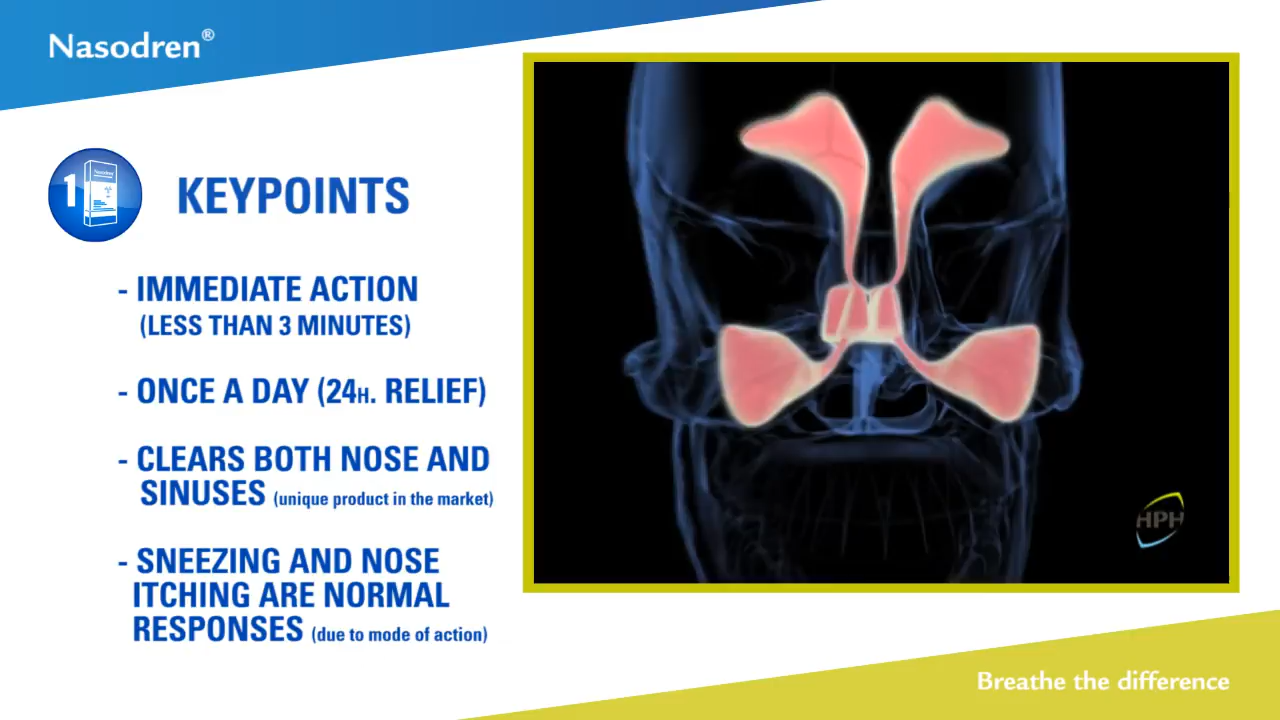 Nasodren®
1
Nasodren
KEYPOINTS
- IMMEDIATE ACTION
(LESS THAN 3 MINUTES)
- ONCE A DAY (24H. RELIEF)
- CLEARS BOTH NOSE AND
SINUSES (unique product in the market)
- SNEEZING AND NOSE
ITCHING ARE NORMAL
RESPONSES (due to mode of action)
HPH
Breathe the difference